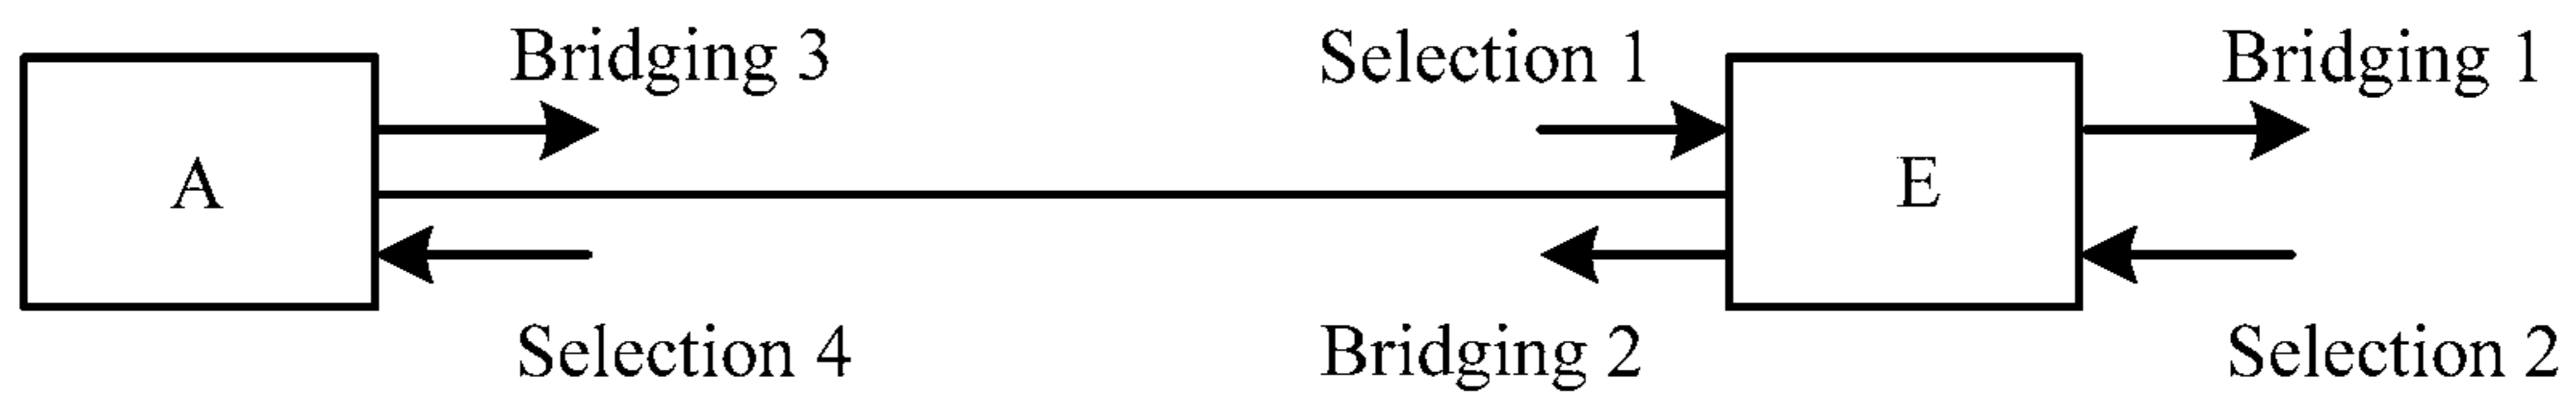 Bridging 3
Selection 1
Bridging 1
A
E
Selection 4
Bridging 2
Selection 2